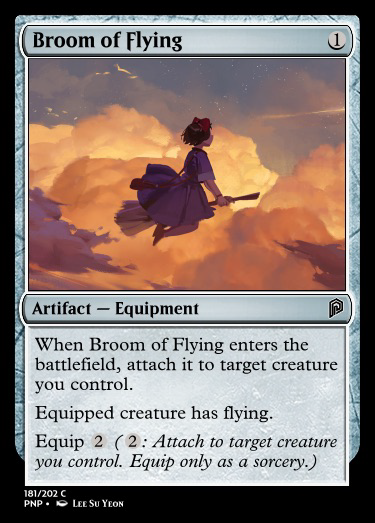 Broom of Flying 1
Artifact — Equipment
When Broom of Flying enters the
battlefield, attach it to target creature
you control.
Equipped creature has flying.
Equip 2 (2: Attach to target creature
you control. Equip only as a sorcery.)
181/202 C
PNP • Lee Su Yeon